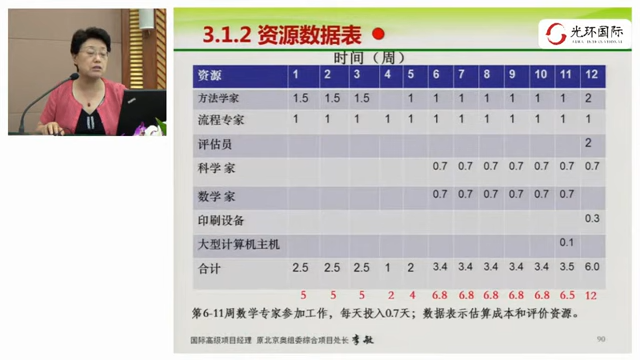 3.1.2 资源数据表
光环国际
时间（周）
资源 1 2 3 4 5 6 7 8 9 10 11 12
方法学家 1.5 1.5 1.5 1 1 1 1 1 1 1 2
流程专家 1 1 1 1 1 1 1 1 1 1 1 1
评估员 2
科学 家 0.7 0.7 0.7 0.7 0.7 0.7 0.7
数学 家 0.7 0.7 0.7 0.7 0.7 0.7
印刷设备 0.3
大型计算机主机 0.1
合计 2.5 2.5 2.5 1 2 3.4 3.4 3.4 3.4 3.4 3.5 6.0
5 5 5 2 4 6.8 6.8 6.8 6.8 6.8 6.8 12
第6-11周数学专家参加工作，每天投入0.7天；数据表示估算成本和评价资源。
国际高级项目经理 原北京奥组委综合项目处长 李敏
90